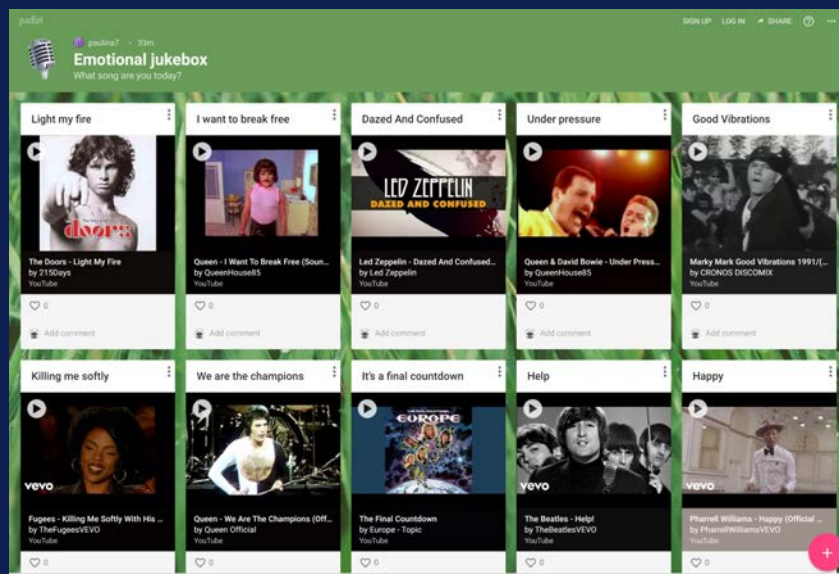 padlet
SIGN UP LOG IN SHARE
paulina7 • 33m
Emotional jukebox
What song are you today?
Light my fire
doors
The Doors - Light My Fire
by 215Days
YouTube
0
Add comment
I want to break free
Queen - I Want To Break Free (Soun...
by QueenHouse85
YouTube
0
Add comment
Dazed And Confused
LED ZEPPELIN
DAZED AND CONFUSED
Led Zeppelin - Dazed And Confused...
by Led Zeppelin
YouTube
0
Add comment
Under pressure
Queen & David Bowie - Under Press...
by QueenHouse85
YouTube
0
Add comment
Good Vibrations
Marky Mark Good Vibrations 1991/(...
by CRONOS DISCOMIX
YouTube
0
Add comment
Killing me softly
vevo
Fugees - Killing Me Softly With His ...
by TheFugeesVEVO
YouTube
0
We are the champions
Queen - We Are The Champions (Off...
by Queen Official
YouTube
0
It's a final countdown
EUROPE
The Final Countdown
by Europe - Topic
YouTube
0
Help
vevo
The Beatles - Help!
by TheBeatlesVEVO
YouTube
0
Happy
vevo
Pharrell Williams - Happy (Official ...
by PharrellWilliamsVEVO
YouTube
0